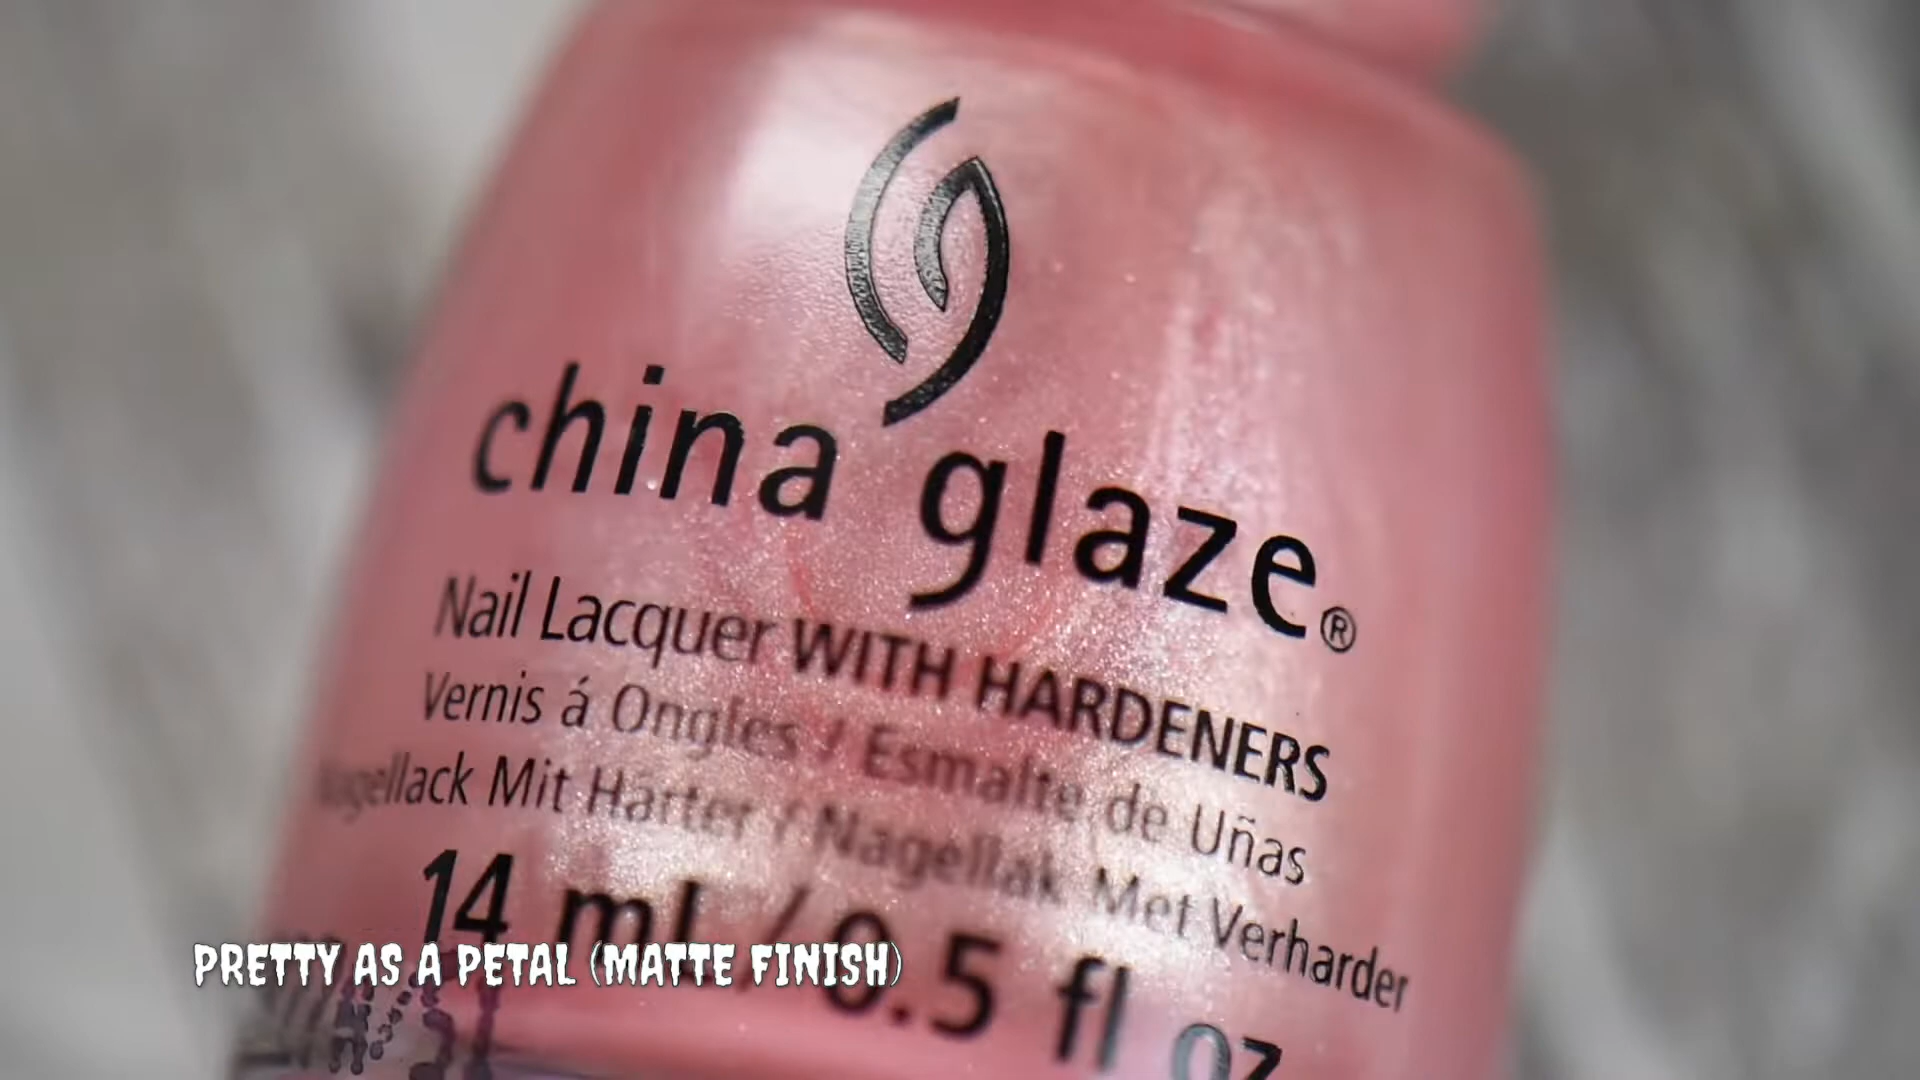 china glaze®
Nail Lacquer WITH HARDENERS
Vernis á Ongles / Esmalte de Uñas
Nagellack Mit Härter / Nagellak Met Verharder
14 mL / 0.5 fl oz
PRETTY AS A PETAL (MATTE FINISH)